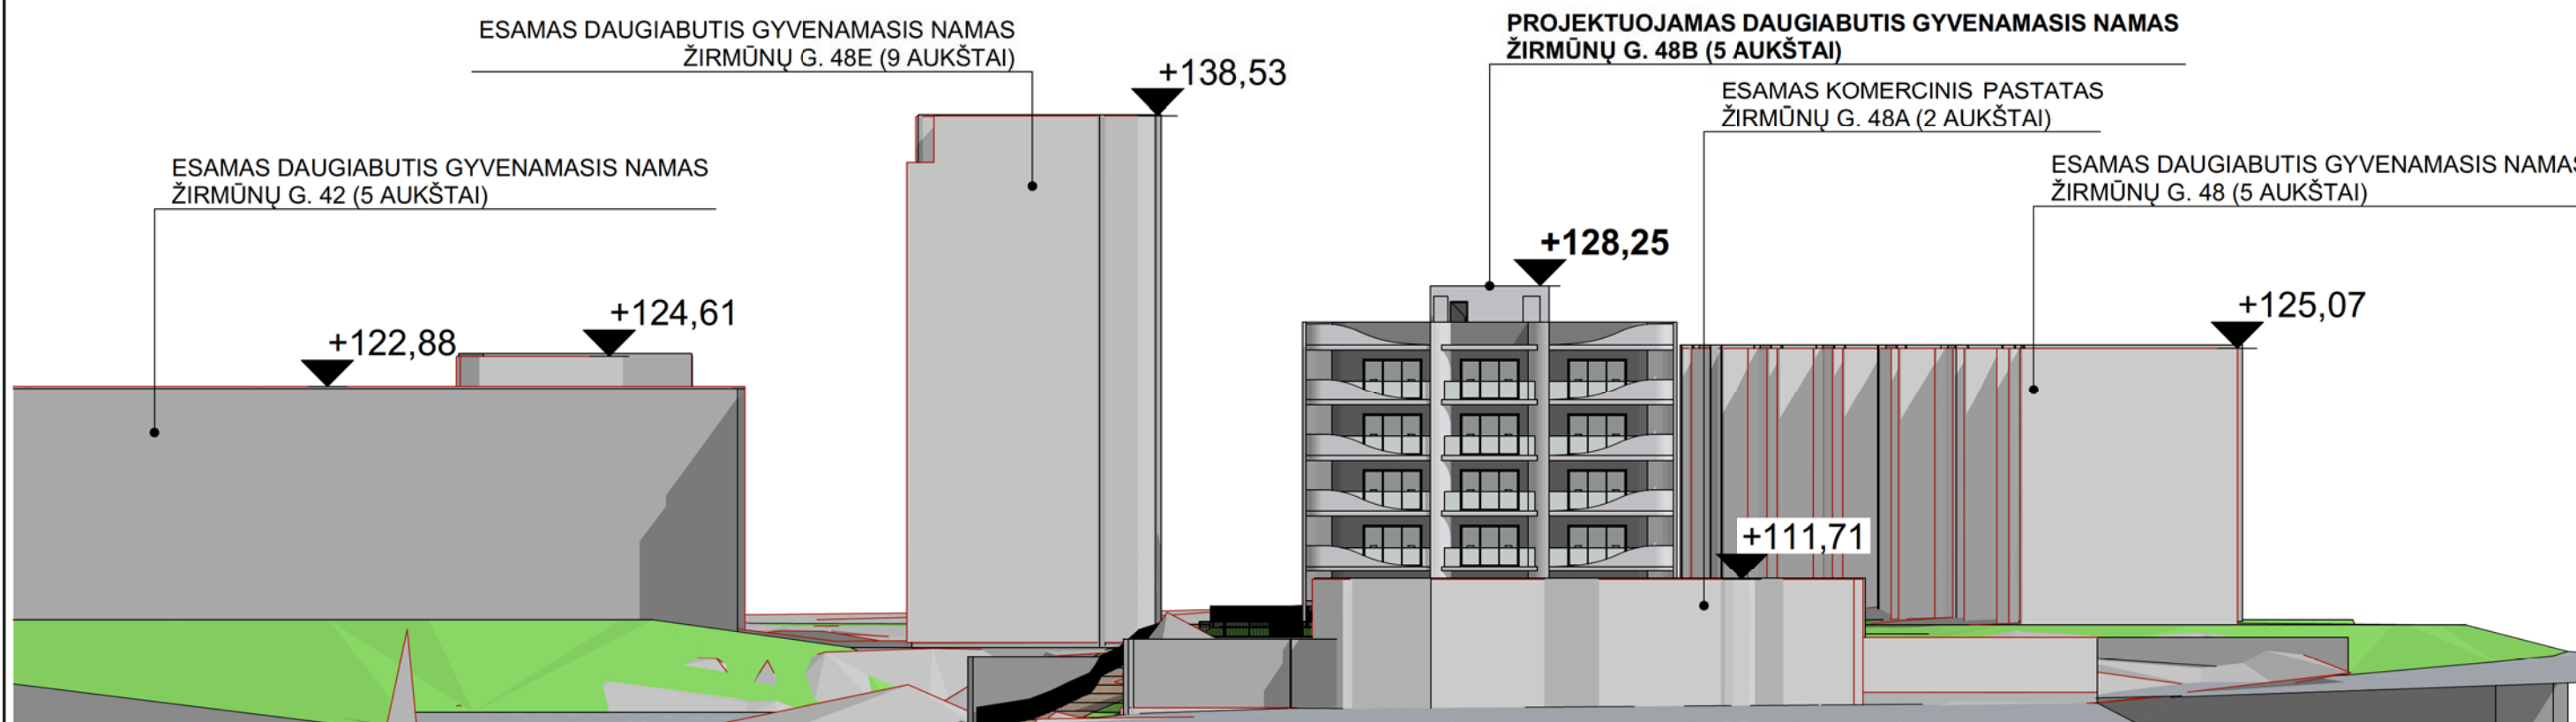 ESAMAS DAUGIABUTIS GYVENAMASIS NAMAS
ŽIRMŪNŲ G. 48E (9 AUKŠTAI)
+138,53
PROJEKTUOJAMAS DAUGIABUTIS GYVENAMASIS NAMAS
ŽIRMŪNŲ G. 48B (5 AUKŠTAI)
ESAMAS KOMERCINIS PASTATAS
ŽIRMŪNŲ G. 48A (2 AUKŠTAI)
ESAMAS DAUGIABUTIS GYVENAMASIS NAMAS
ŽIRMŪNŲ G. 42 (5 AUKŠTAI)
ESAMAS DAUGIABUTIS GYVENAMASIS NAMAS
ŽIRMŪNŲ G. 48 (5 AUKŠTAI)
+128,25
+122,88
+124,61
+125,07
+111,71